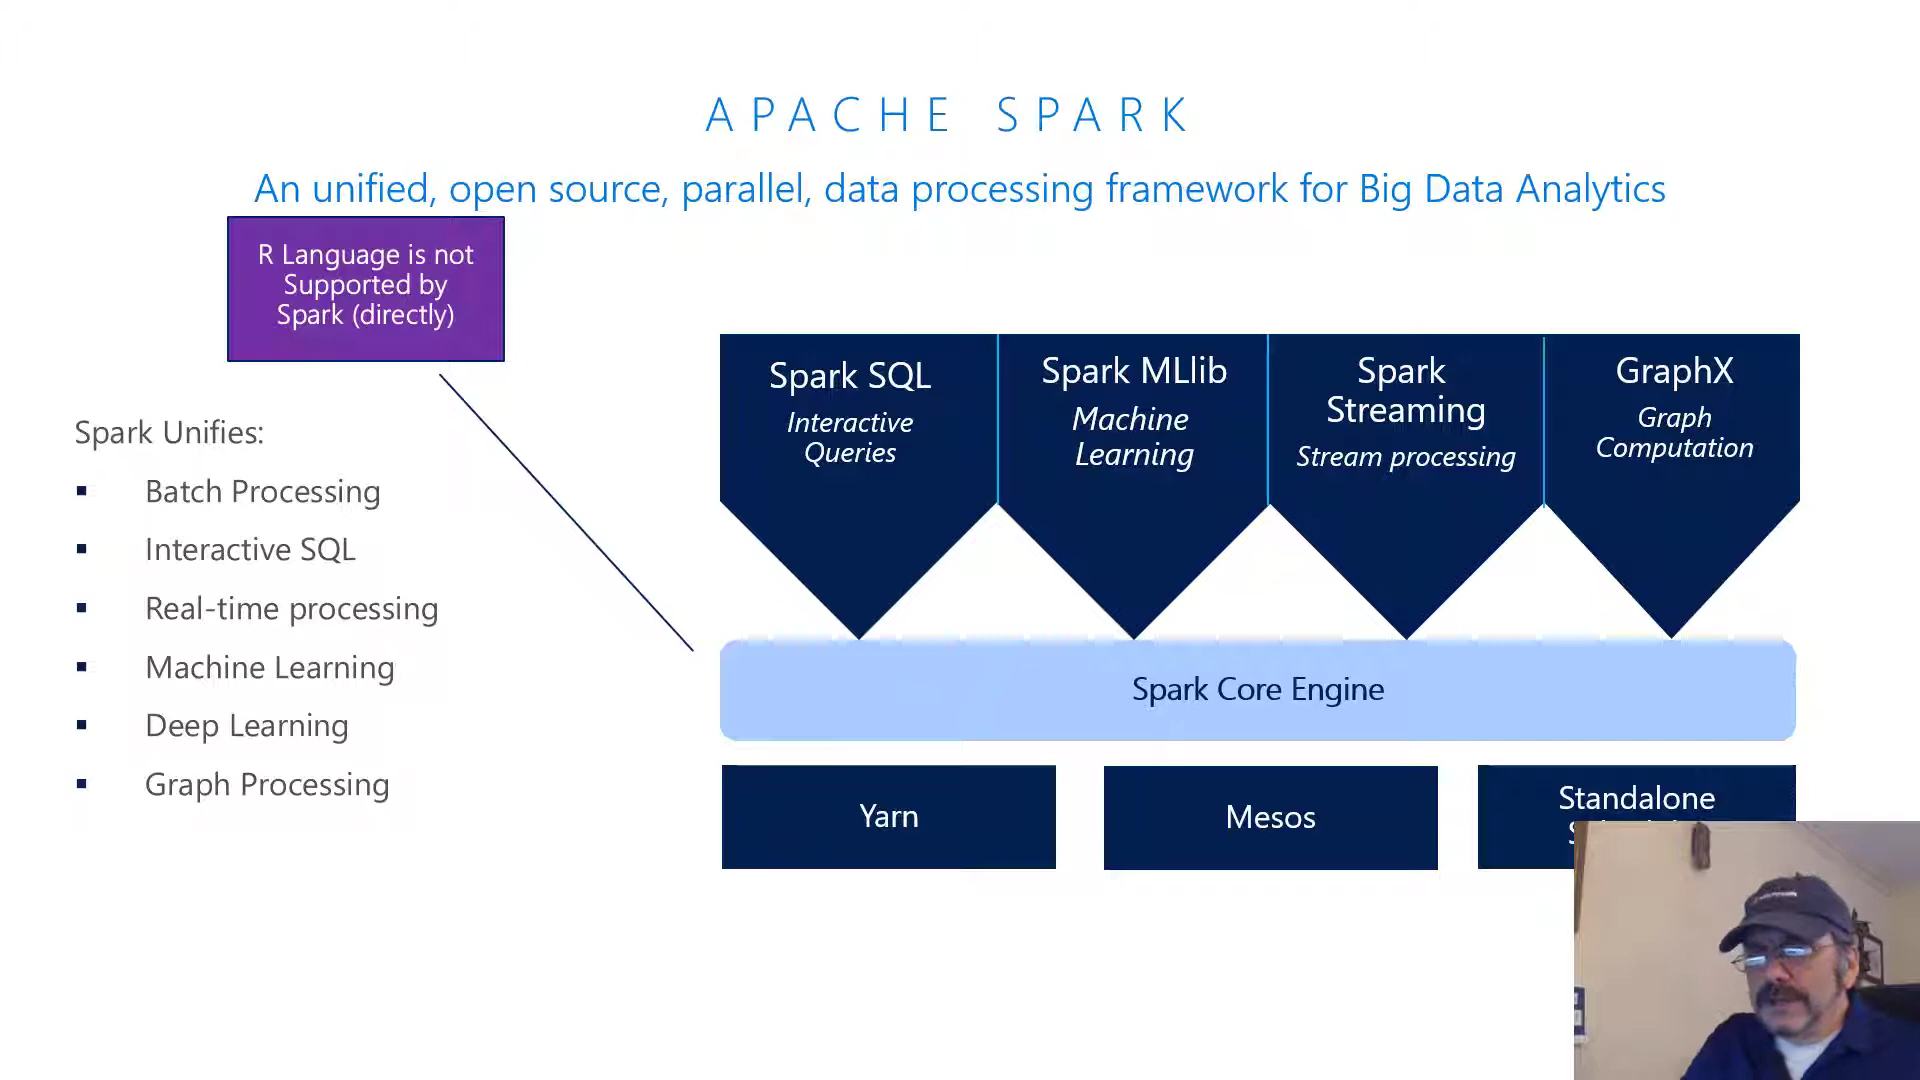 APACHE SPARK
An unified, open source, parallel, data processing framework for Big Data Analytics
R Language is not
Supported by
Spark (directly)
Spark Unifies:
▪ Batch Processing
▪ Interactive SQL
▪ Real-time processing
▪ Machine Learning
▪ Deep Learning
▪ Graph Processing
Spark SQL
Interactive
Queries
Spark MLlib
Machine
Learning
Spark
Streaming
Stream processing
GraphX
Graph
Computation
Spark Core Engine
Yarn
Mesos
Standalone